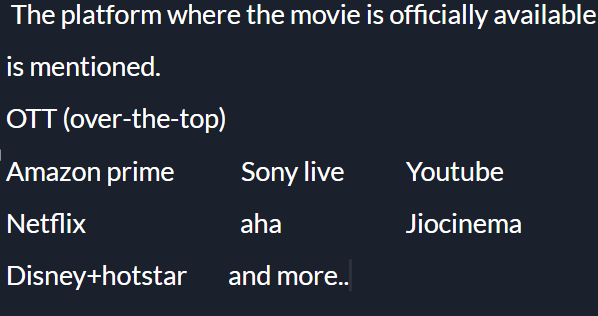 The platform where the movie is officially available
is mentioned.
OTT (over-the-top)
Amazon prime Sony live Youtube
Netflix aha Jiocinema
Disney+hotstar and more..